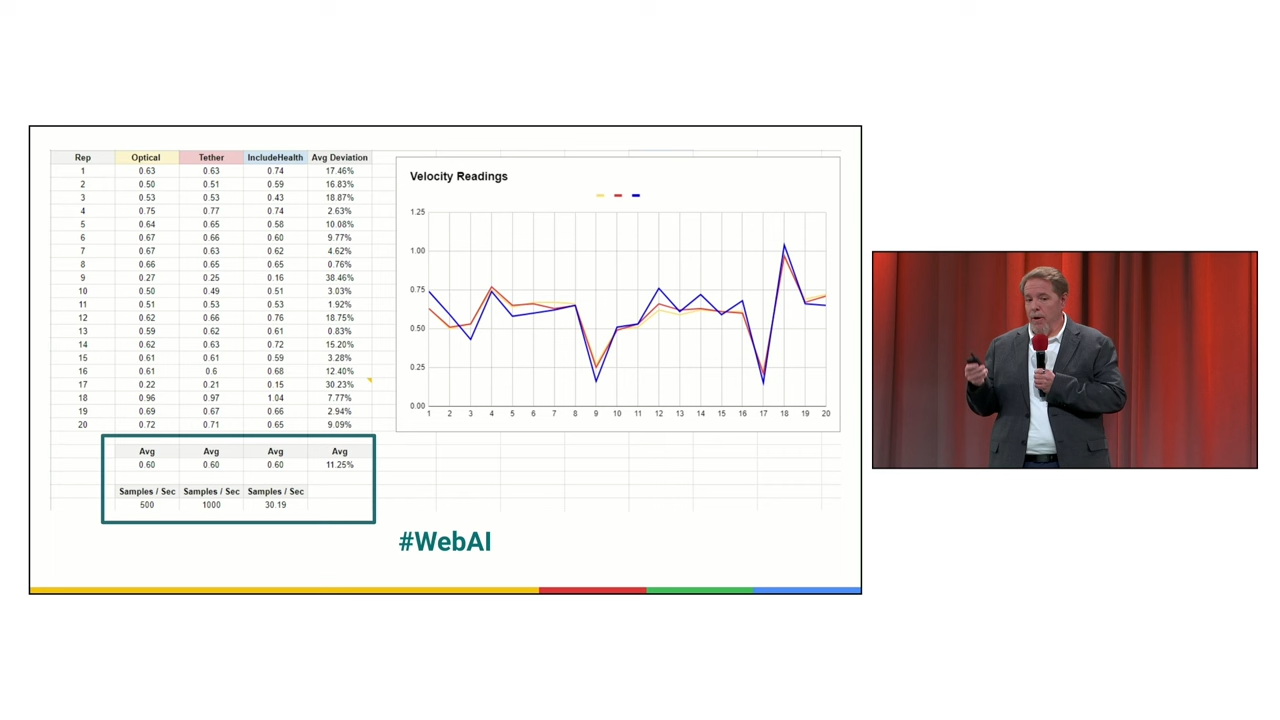 Rep Optical Tether IncludeHealth Avg Deviation
1 0.63 0.63 0.74 17.46%
2 0.50 0.51 0.59 16.83%
3 0.53 0.53 0.43 18.87%
4 0.75 0.77 0.74 2.63%
5 0.64 0.65 0.58 10.08%
6 0.67 0.66 0.60 9.77%
7 0.67 0.63 0.62 4.62%
8 0.66 0.65 0.65 0.76%
9 0.27 0.25 0.16 38.46%
10 0.50 0.49 0.51 3.03%
11 0.51 0.53 0.53 1.92%
12 0.62 0.66 0.76 18.75%
13 0.59 0.62 0.61 0.83%
14 0.62 0.63 0.72 15.20%
15 0.61 0.61 0.59 3.28%
16 0.61 0.6 0.68 12.40%
17 0.22 0.21 0.15 30.23%
18 0.96 0.97 1.04 7.77%
19 0.69 0.67 0.66 2.94%
20 0.72 0.71 0.65 9.09%
Avg Avg Avg Avg
0.60 0.60 0.60 11.25%
Samples / Sec Samples / Sec Samples / Sec
500 1000 30.19
Velocity Readings
1.25
1.00
0.75
0.50
0.25
0.00
1 2 3 4 5 6 7 8 9 10 11 12 13 14 15 16 17 18 19 20
#WebAI